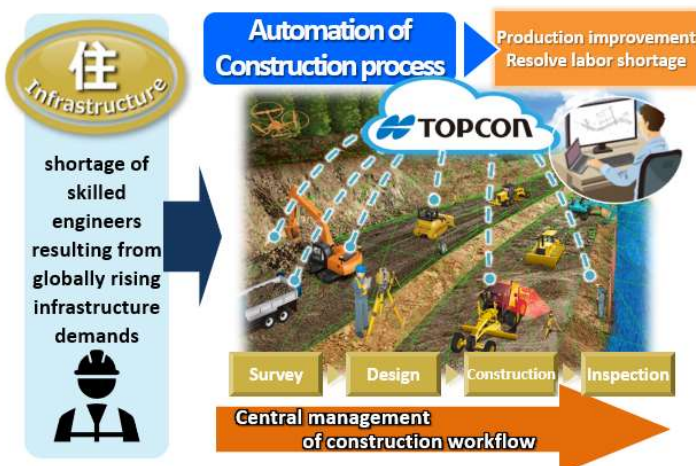 住
Infrastructure
shortage of
skilled
engineers
resulting from
globally rising
infrastructure
demands
Automation of
Construction process
Production improvement
Resolve labor shortage
TOPCON
Survey
Design
Construction
Inspection
Central management
of construction workflow